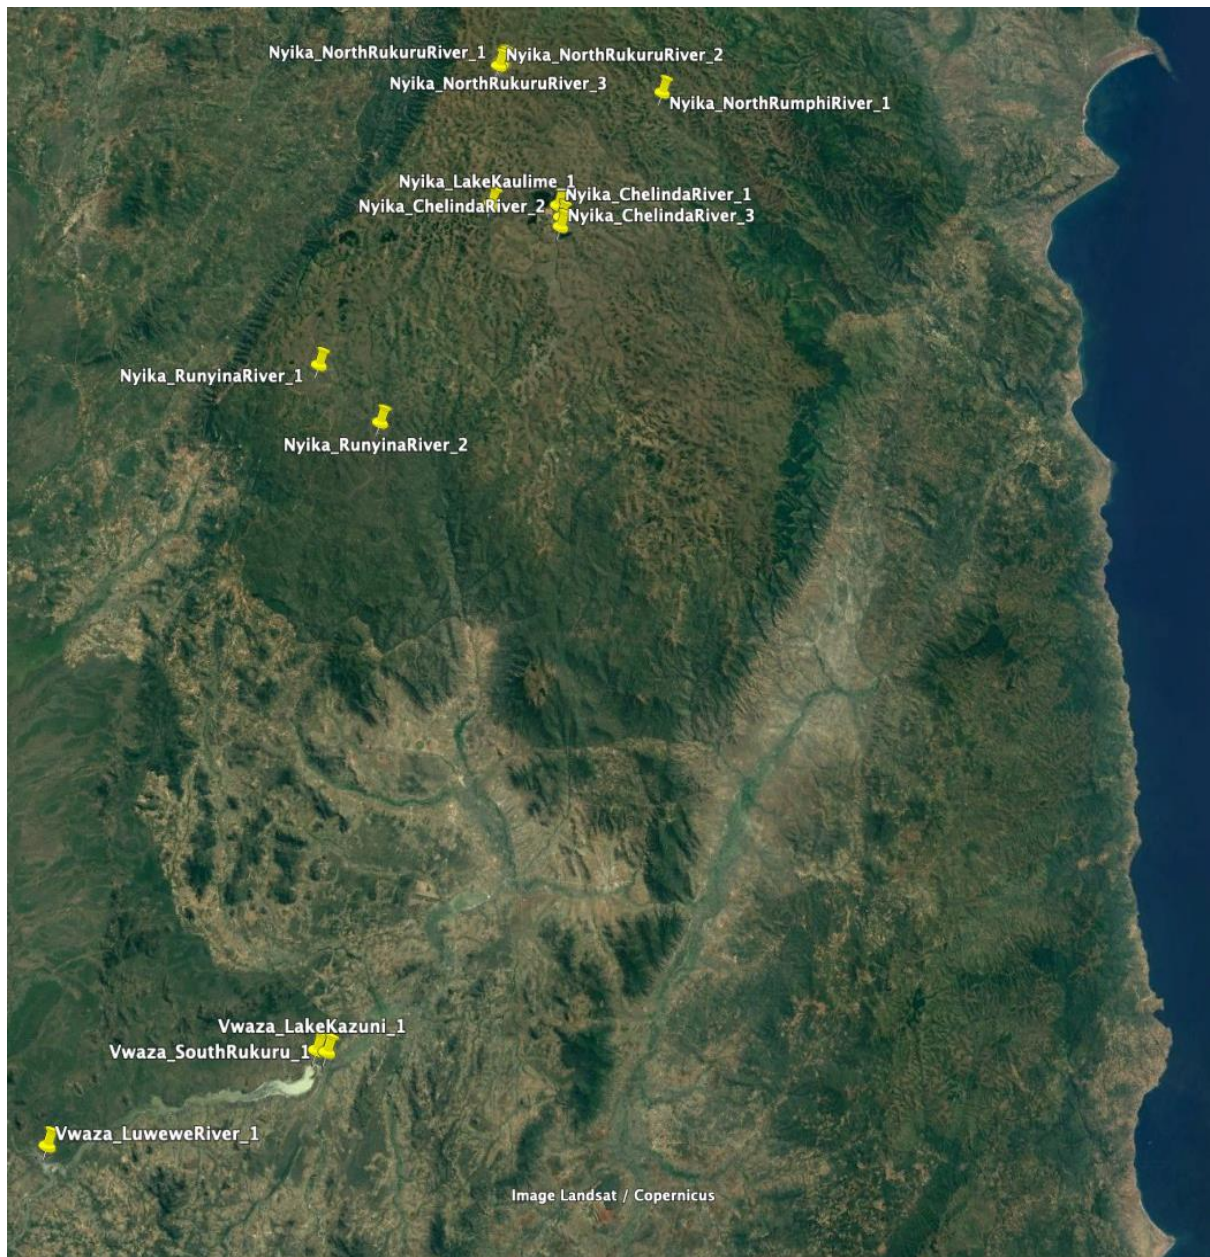 Nyika_NorthRukuruRiver_1
Nyika_NorthRukuruRiver_2
Nyika_NorthRukuruRiver_3
Nyika_NorthRumphiRiver_1
Nyika_LakeKaulime_1
Nyika_ChelindaRiver_1
Nyika_ChelindaRiver_2
Nyika_ChelindaRiver_3
Nyika_RunyinaRiver_1
Nyika_RunyinaRiver_2
Vwaza_LakeKazuni_1
Vwaza_SouthRukuru_1
Vwaza_LuweweRiver_1
Image Landsat / Copernicus